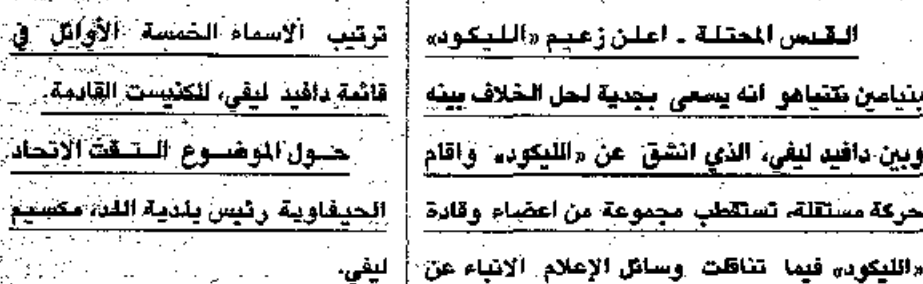 القدس المحتلة ـ اعلن زعيم «الليكود»
بنيامين نتنياهو انه يسعى بجدية لحل الخلاف بينه
وبين دافيد ليفي، الذي انشق عن «الليكود» واقام
حركة مستقلة، تستقطب مجموعة من اعضاء وقادة
«الليكود» فيما تناقلت وسائل الإعلام الانباء عن
ترتيب الاسماء الخمسة الأوائل في
قائمة دافيد ليفي، للكنيست القادمة.
حول الموضوع التقت الاتحاد
الحيفاوية رئيس بلدية اللد، مكسيم
ليفي.